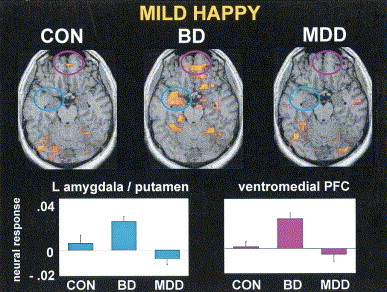 MILD HAPPY
CON BD MDD
L amygdala / putamen ventromedial PFC
neural response
.04
0
- .02
CON BD MDD CON BD MDD